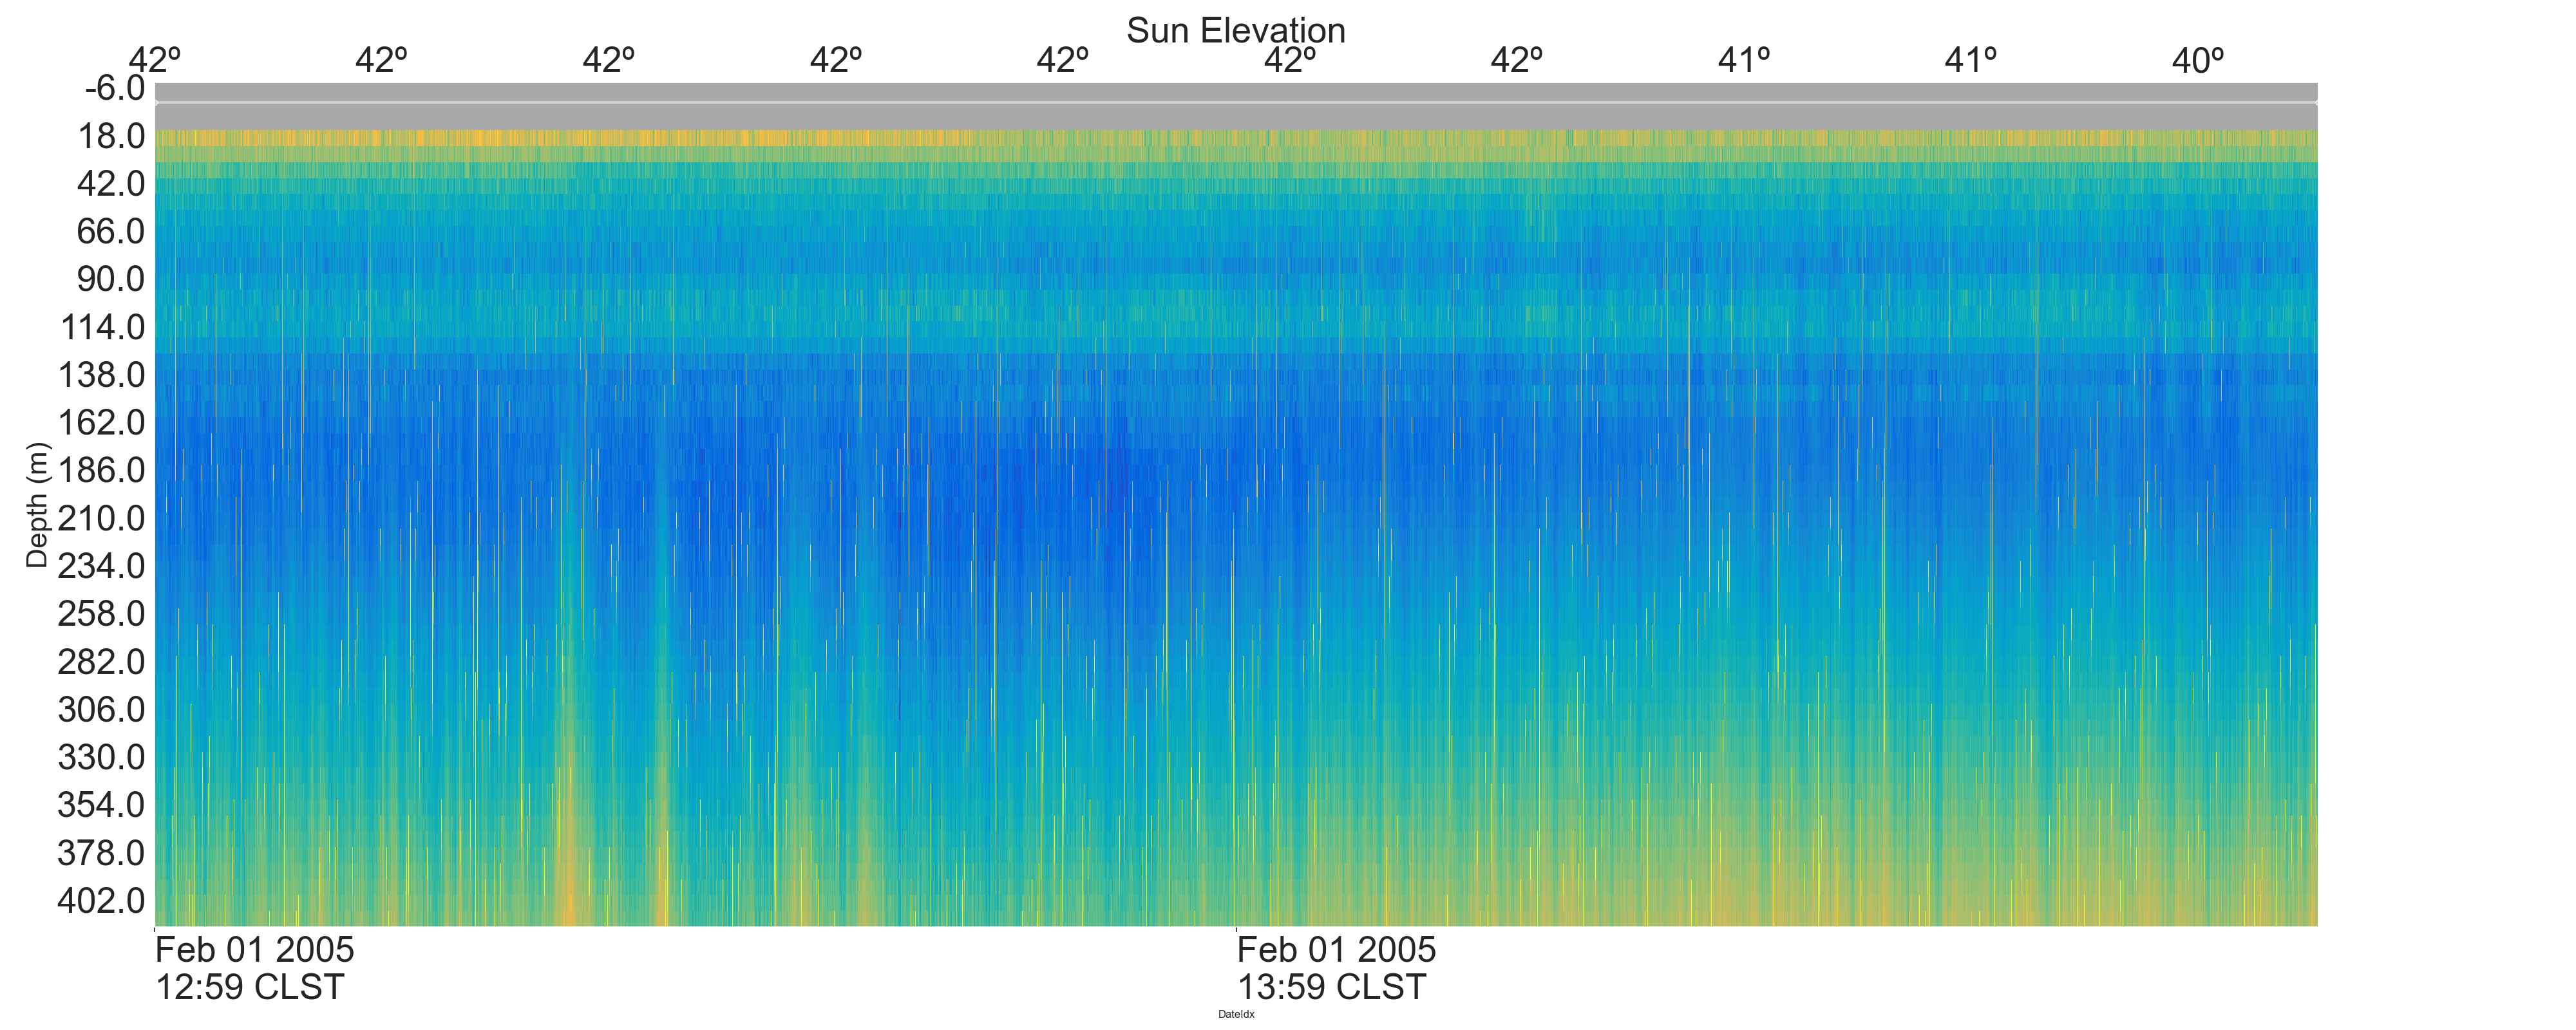 Sun Elevation
42º 42º 42º 42º 42º 42º 42º 41º 41º 40º
-6.0
18.0
42.0
66.0
90.0
114.0
138.0
162.0
186.0
210.0
234.0
258.0
282.0
306.0
330.0
354.0
378.0
402.0
Depth (m)
Feb 01 2005
12:59 CLST
Feb 01 2005
13:59 CLST
DateIdx